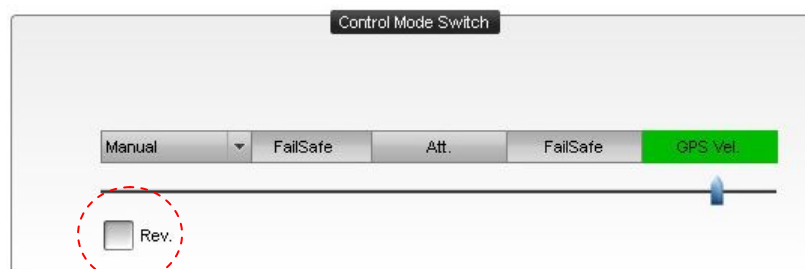 Control Mode Switch
Manual FailSafe Att. FailSafe GPS Vel.
Rev.